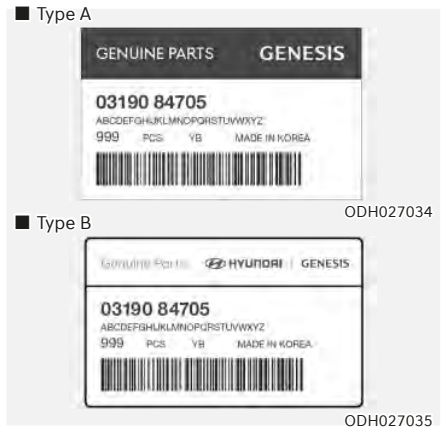 ■ Type A
GENUINE PARTS GENESIS
03190 84705
ABCDEFGHIJKLMNOPQRSTUVWXYZ
999 PCS YB MADE IN KOREA
ODH027034
■ Type B
Genuine Parts HYUNDAI | GENESIS
03190 84705
ABCDEFGHIJKLMNOPQRSTUVWXYZ
999 PCS YB MADE IN KOREA
ODH027035